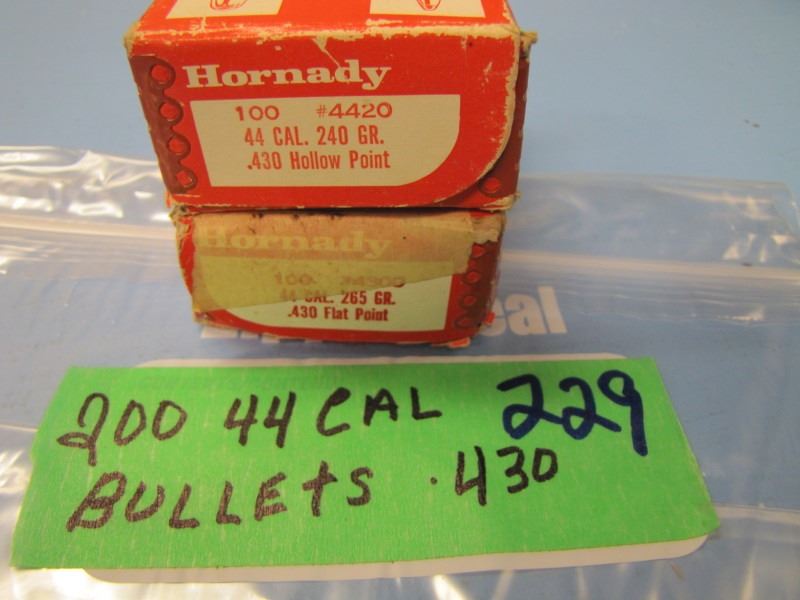 Hornady
100 #4420
44 CAL. 240 GR.
.430 Hollow Point
Hornady
100 #4300
44 CAL. 265 GR.
.430 Flat Point
200 44 CAL 229
BULLETS .430